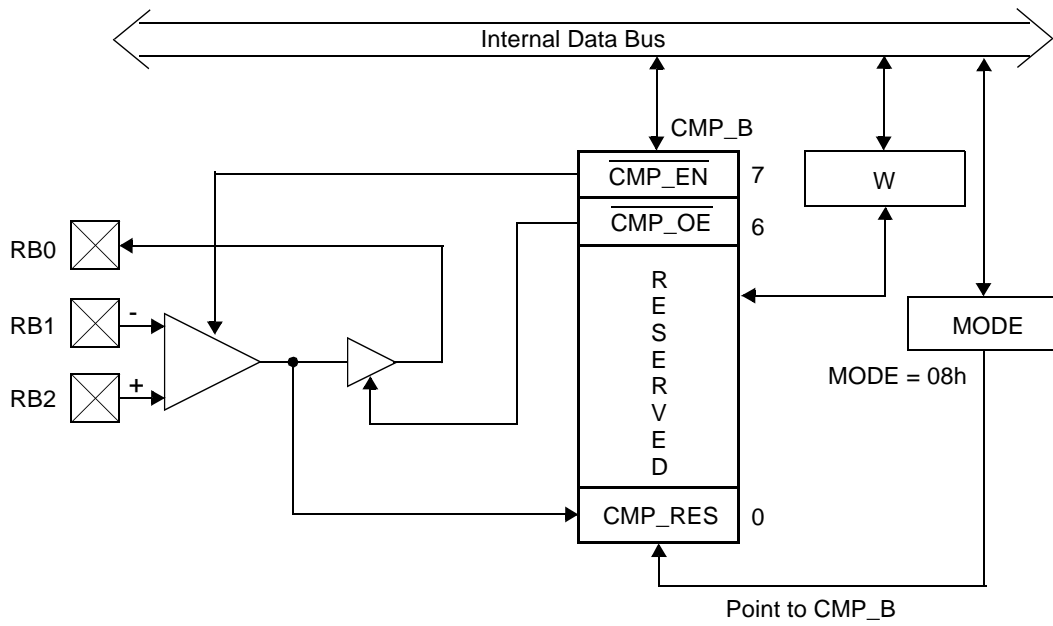 Internal Data Bus
CMP_B
CMP_EN 7
W
CMP_OE 6
RB0
RB1 -
RB2 +
RESERVED
MODE
MODE = 08h
CMP_RES 0
Point to CMP_B